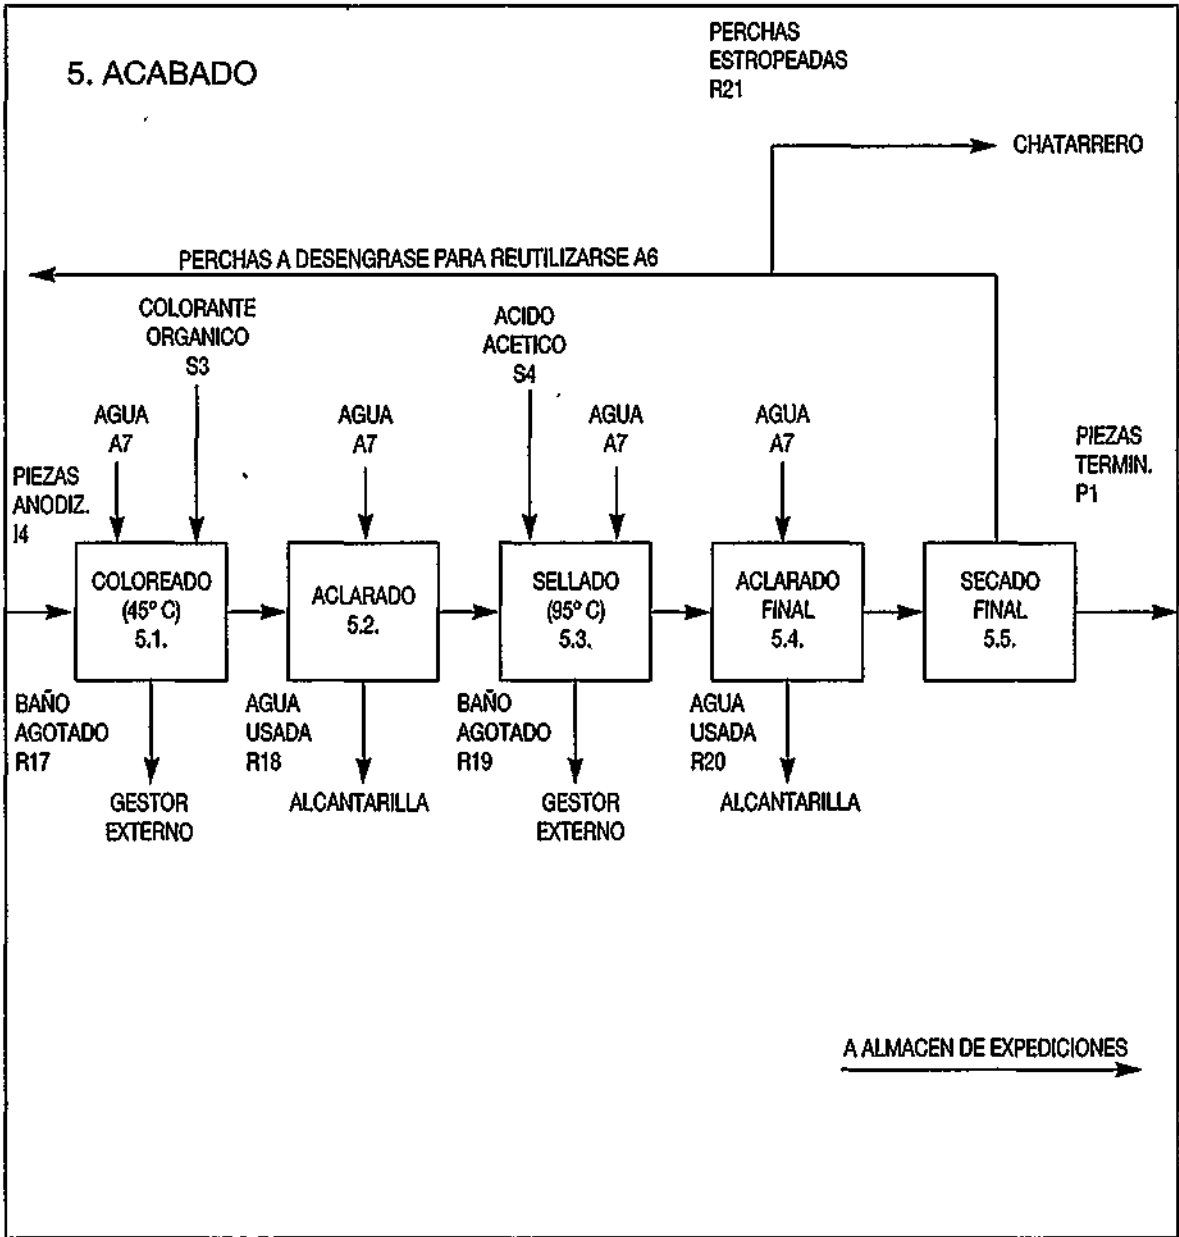 5. ACABADO
PERCHAS
ESTROPEADAS
R21
CHATARRERO
PERCHAS A DESENGRASE PARA REUTILIZARSE A6
COLORANTE
ORGANICO
S3
ACIDO
ACETICO
S4
AGUA
A7
AGUA
A7
AGUA
A7
AGUA
A7
PIEZAS
ANODIZ.
I4
PIEZAS
TERMIN.
P1
COLOREADO
(45º C)
5.1.
ACLARADO
5.2.
SELLADO
(95º C)
5.3.
ACLARADO
FINAL
5.4.
SECADO
FINAL
5.5.
BAÑO
AGOTADO
R17
AGUA
USADA
R18
BAÑO
AGOTADO
R19
AGUA
USADA
R20
GESTOR
EXTERNO
ALCANTARILLA
GESTOR
EXTERNO
ALCANTARILLA
A ALMACEN DE EXPEDICIONES